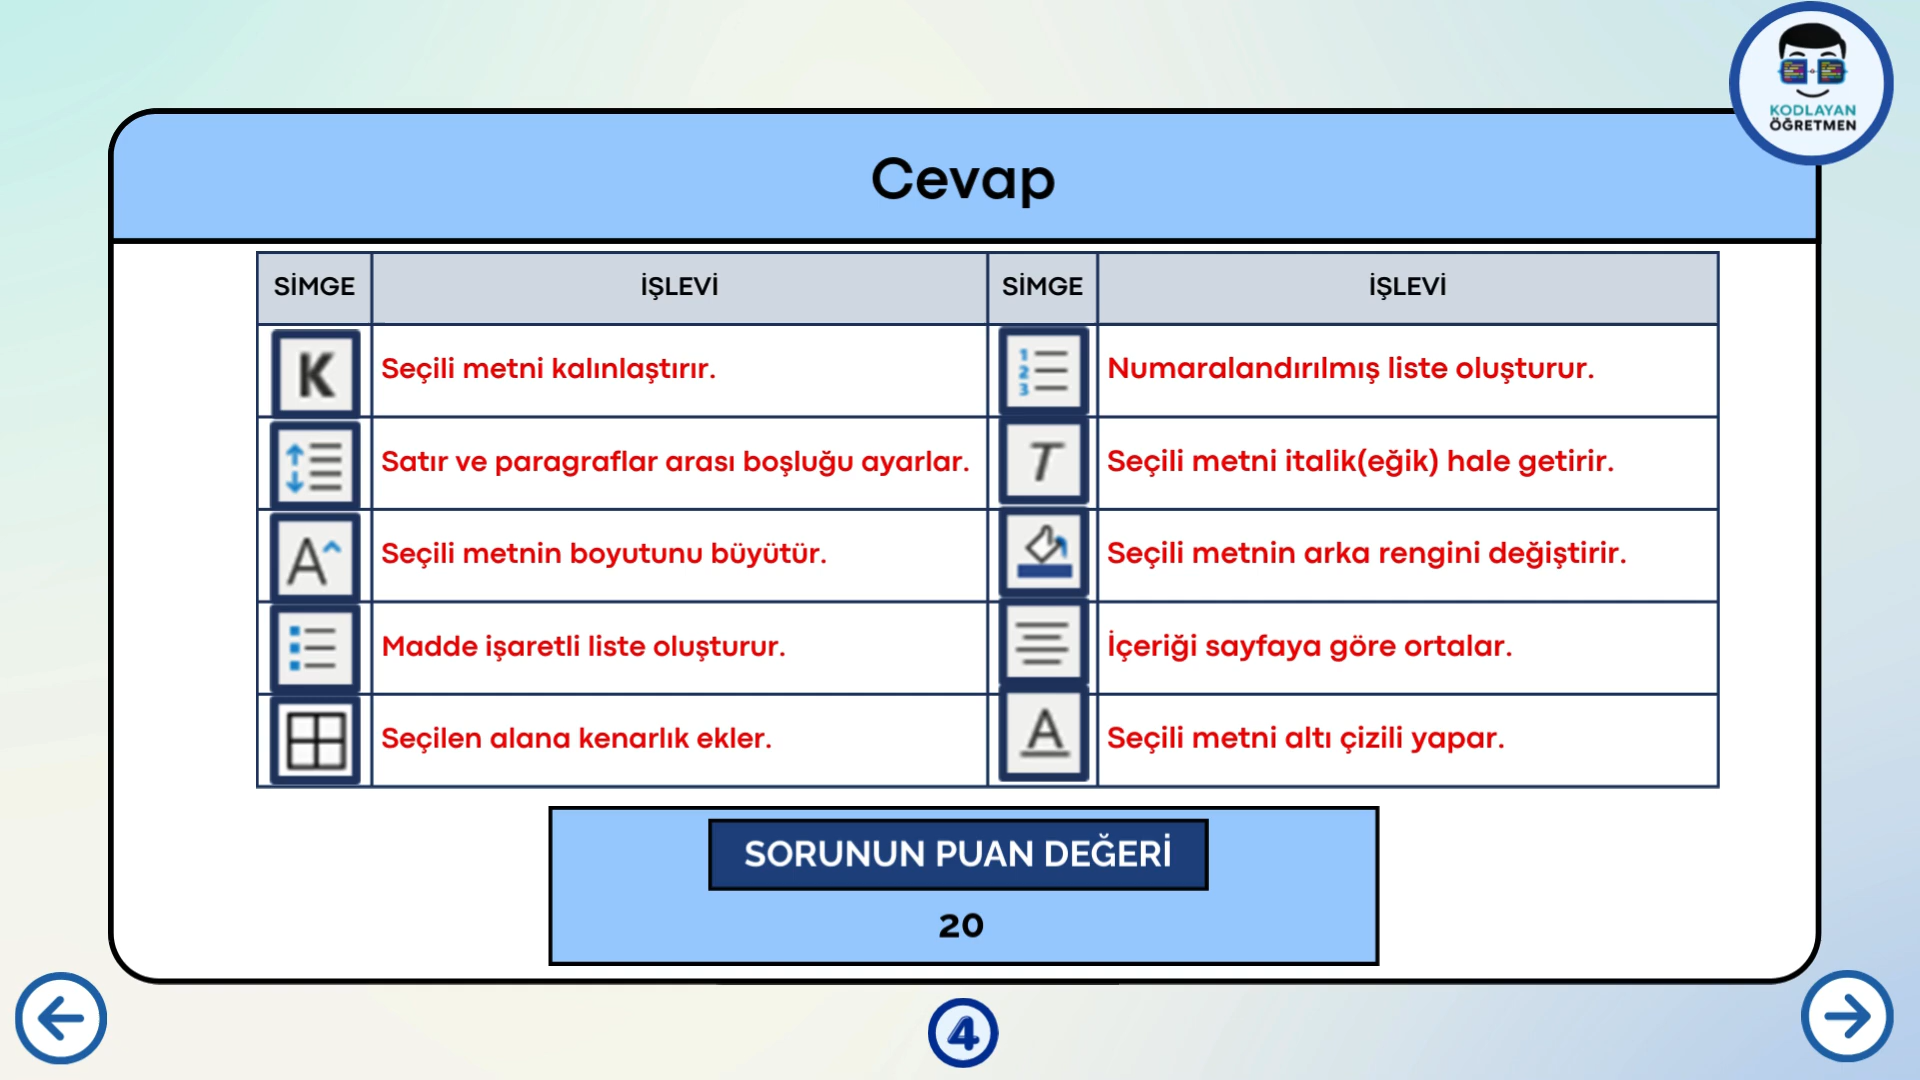 KODLAYAN
ÖĞRETMEN
Cevap
SİMGE İŞLEVİ SİMGE İŞLEVİ
K Seçili metni kalınlaştırır. 1 2 3 Numaralandırılmış liste oluşturur.
Satır ve paragraflar arası boşluğu ayarlar. T Seçili metni italik(eğik) hale getirir.
A Seçili metnin boyutunu büyütür. Seçili metnin arka rengini değiştirir.
Madde işaretli liste oluşturur. İçeriği sayfaya göre ortalar.
Seçilen alana kenarlık ekler. A Seçili metni altı çizili yapar.
SORUNUN PUAN DEĞERİ
20
4